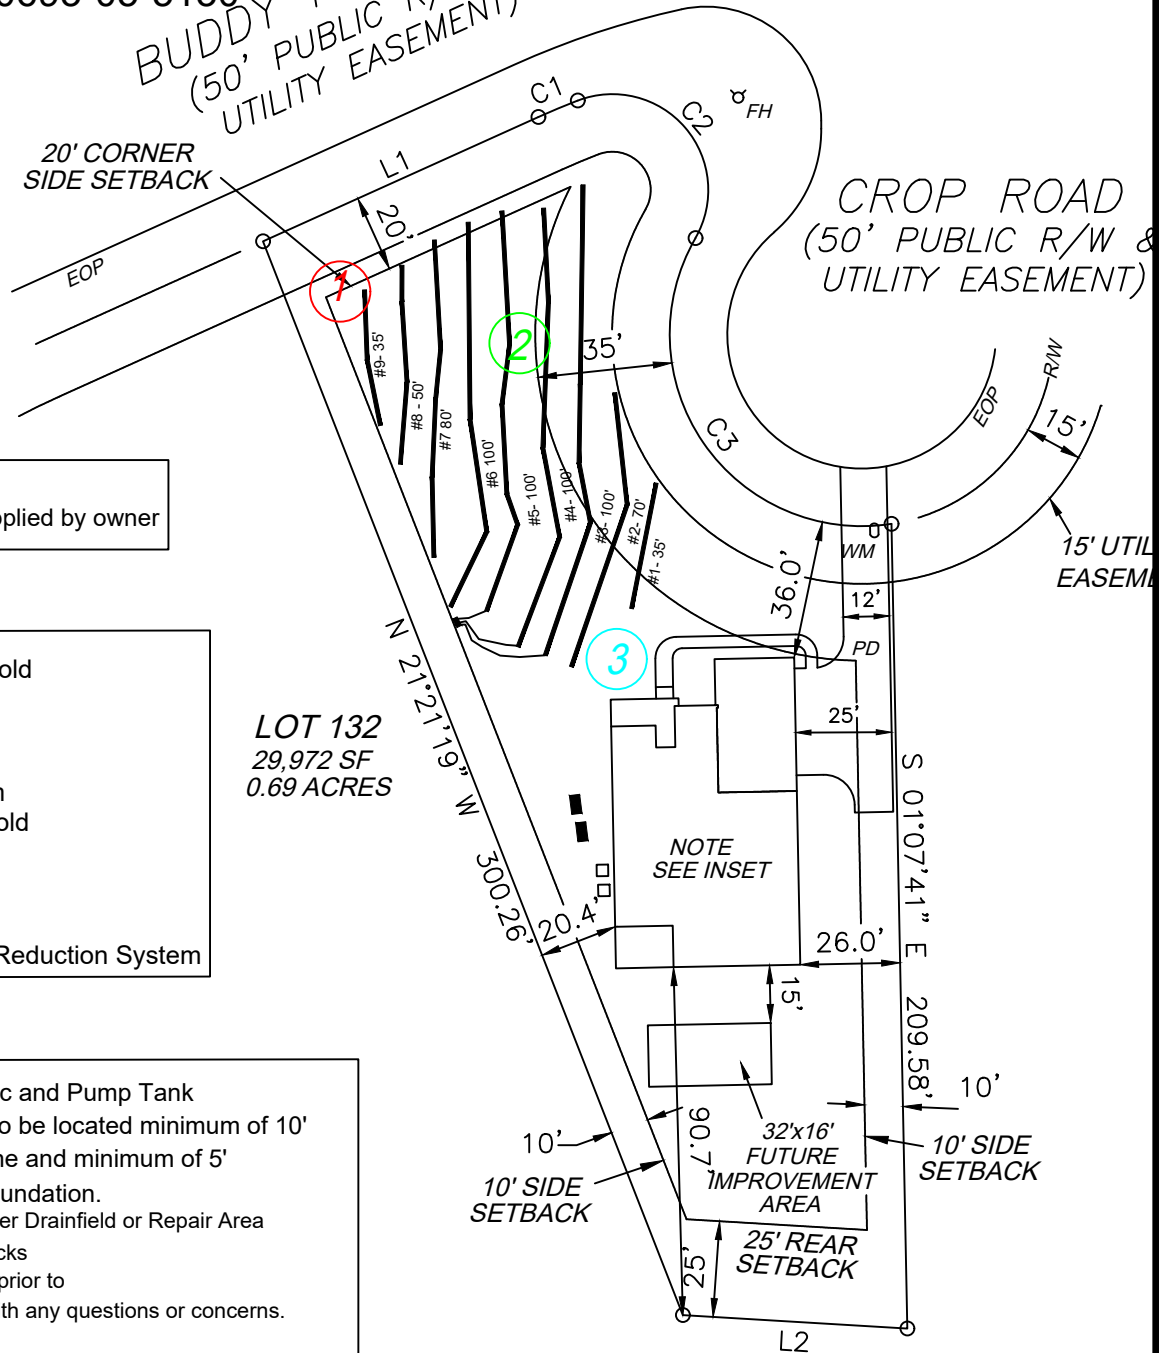 BUDDY
(50' PUBLIC R/
UTILITY EASEMENT)
20' CORNER
SIDE SETBACK
EOP
L1
C1
C2
FH
20'
CROP ROAD
(50' PUBLIC R/W &
UTILITY EASEMENT)
1
2
35'
#9- 35'
#8 - 50'
#7 80'
#6 100'
#5- 100'
#4- 100'
#3- 100'
#2- 70'
#1- 35'
C3
EOP
R/W
15'
WM
15' UTIL
EASEME
36.0'
12'
PD
25'
3
pplied by owner
old
old
Reduction System
N 21°21'19" W 300.26'
LOT 132
29,972 SF
0.69 ACRES
NOTE
SEE INSET
S 01°07'41" E 209.58'
20.4'
26.0'
15'
90.7'
32'x16'
FUTURE
IMPROVEMENT
AREA
10'
10' SIDE
SETBACK
10'
10' SIDE
SETBACK
25' REAR
SETBACK
25'
L2
c and Pump Tank
o be located minimum of 10'
ne and minimum of 5'
oundation.
er Drainfield or Repair Area
cks
prior to
th any questions or concerns.